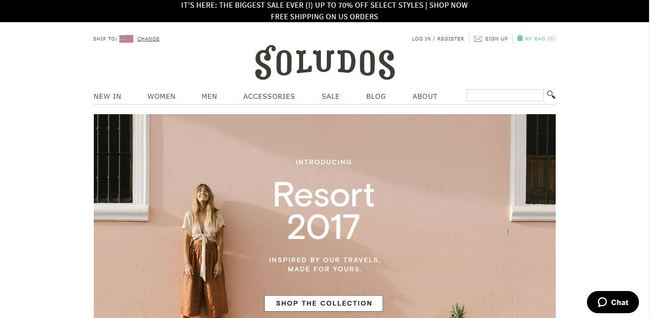 IT'S HERE: THE BIGGEST SALE EVER (!) UP TO 70% OFF SELECT STYLES | SHOP NOW
FREE SHIPPING ON US ORDERS
SHIP TO: CHANGE
LOG IN / REGISTER SIGN UP MY BAG (0)
SOLUDOS
NEW IN WOMEN MEN ACCESSORIES SALE BLOG ABOUT
INTRODUCING
Resort
2017
INSPIRED BY OUR TRAVELS,
MADE FOR YOURS.
SHOP THE COLLECTION
Chat